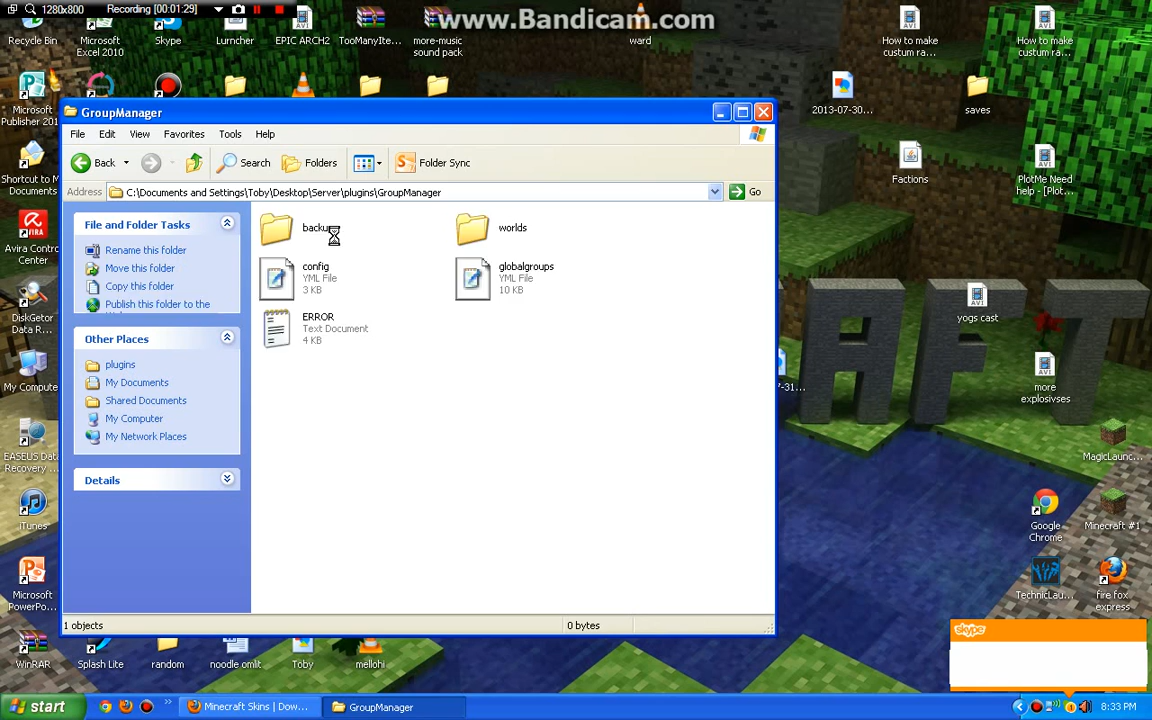 1280x800
Recording [00:01:29]
www.Bandicam.com
Recycle Bin
Microsoft
Excel 2010
Skype
Lurncher
EPIC ARCH2
TooManyIte...
more-music
sound pack
ward
How to make
custum ra...
How to make
custum ra...
Microsoft
Publisher 201
2013-07-30...
saves
GroupManager
File
Edit
View
Favorites
Tools
Help
Back
Search
Folders
Folder Sync
Address
C:\Documents and Settings\Toby\Desktop\Server\plugins\GroupManager
Go
Shortcut to M
Documents
Factions
PlotMe Need
help - [Plot...
File and Folder Tasks
Rename this folder
Move this folder
Copy this folder
Publish this folder to the
worlds
config
YML File
3 KB
globalgroups
YML File
10 KB
ERROR
Text Document
4 KB
Avira Control
Center
DiskGetor
Data R...
yogs cast
Other Places
plugins
My Documents
Shared Documents
My Computer
My Network Places
My Compute
7-31...
more
explosivses
Details
EASEUS Data
Recovery ...
MagicLaunc...
iTunes
Google
Chrome
Minecraft #1
Microsoft
PowerPo...
TechnicLau...
fire fox
express
1 objects
0 bytes
skype
WinRAR
Splash Lite
random
noodle omlit
Toby
mellohi
start
Minecraft Skins | Dow...
GroupManager
8:33 PM